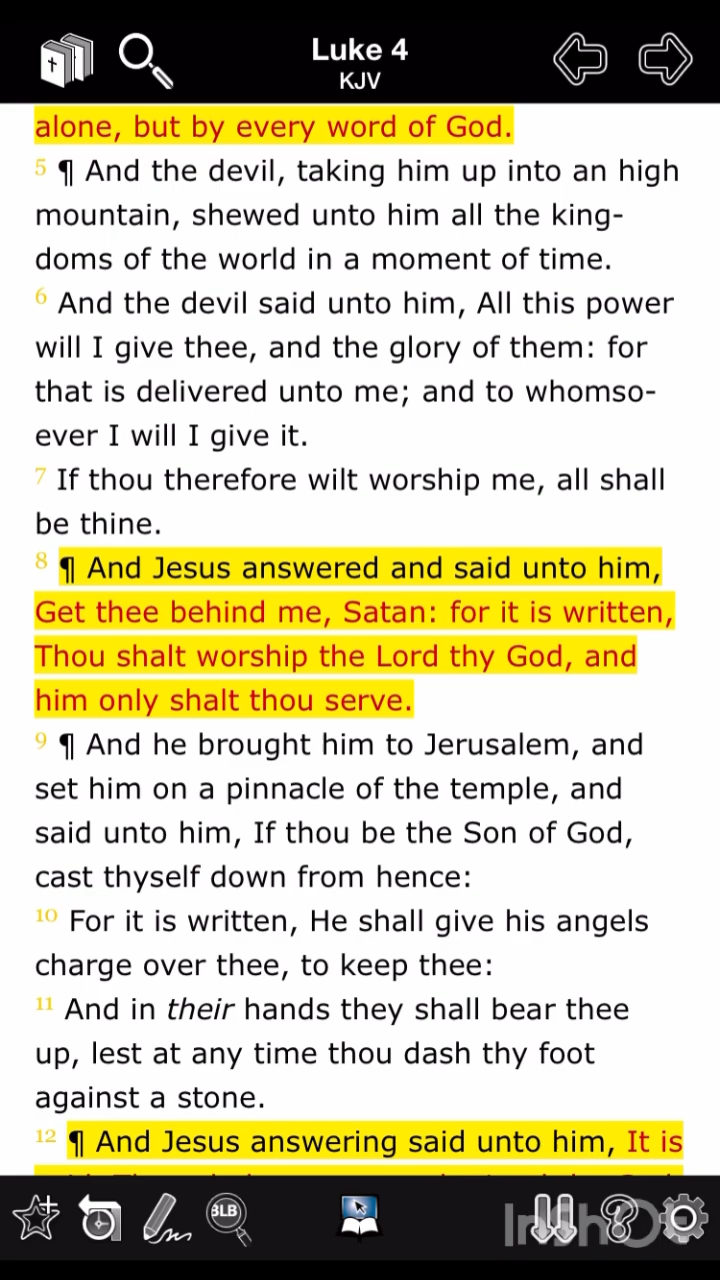 Luke 4
KJV
alone, but by every word of God.
5 ¶ And the devil, taking him up into an high
mountain, shewed unto him all the king-
doms of the world in a moment of time.
6 And the devil said unto him, All this power
will I give thee, and the glory of them: for
that is delivered unto me; and to whomso-
ever I will I give it.
7 If thou therefore wilt worship me, all shall
be thine.
8 ¶ And Jesus answered and said unto him,
Get thee behind me, Satan: for it is written,
Thou shalt worship the Lord thy God, and
him only shalt thou serve.
9 ¶ And he brought him to Jerusalem, and
set him on a pinnacle of the temple, and
said unto him, If thou be the Son of God,
cast thyself down from hence:
10 For it is written, He shall give his angels
charge over thee, to keep thee:
11 And in their hands they shall bear thee
up, lest at any time thou dash thy foot
against a stone.
12 ¶ And Jesus answering said unto him, It is
BLB
InShOt